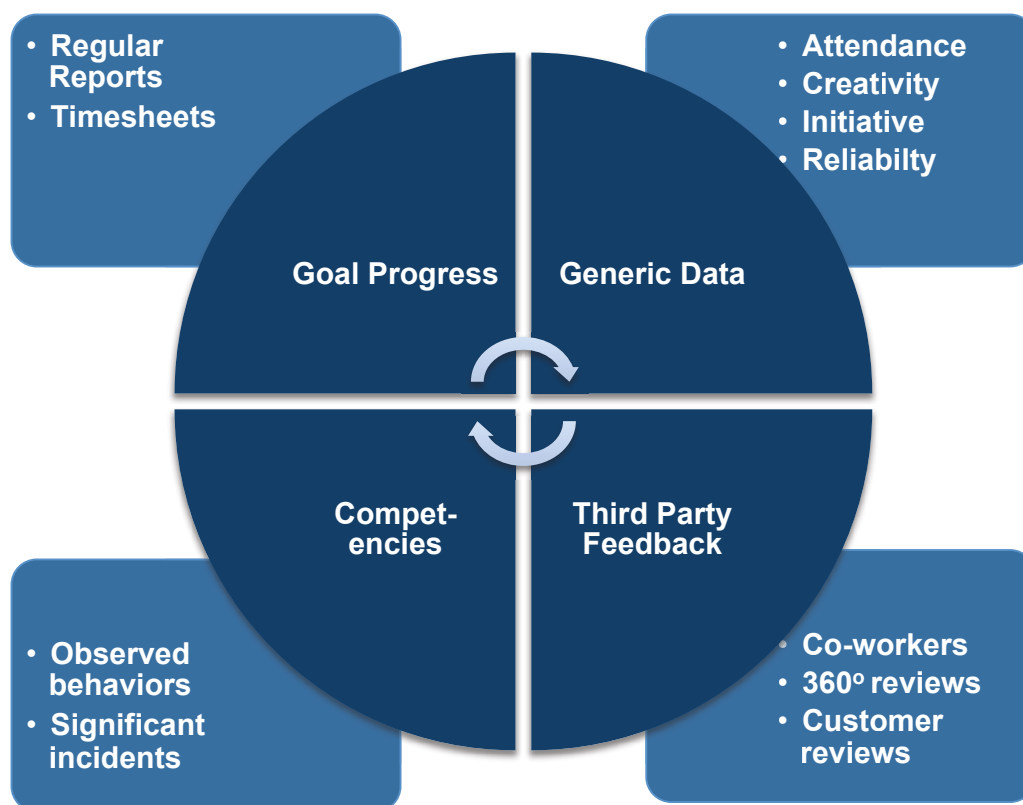 • Regular
Reports
• Timesheets
• Attendance
• Creativity
• Initiative
• Reliabilty
Goal Progress
Generic Data
Compet-
encies
Third Party
Feedback
• Observed
behaviors
• Significant
incidents
• Co-workers
• 360º reviews
• Customer
reviews